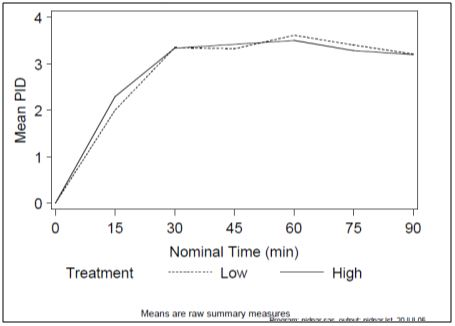 4
3
2
1
0
Mean PID
0 15 30 45 60 75 90
Nominal Time (min)
Treatment Low High
Means are raw summary measures